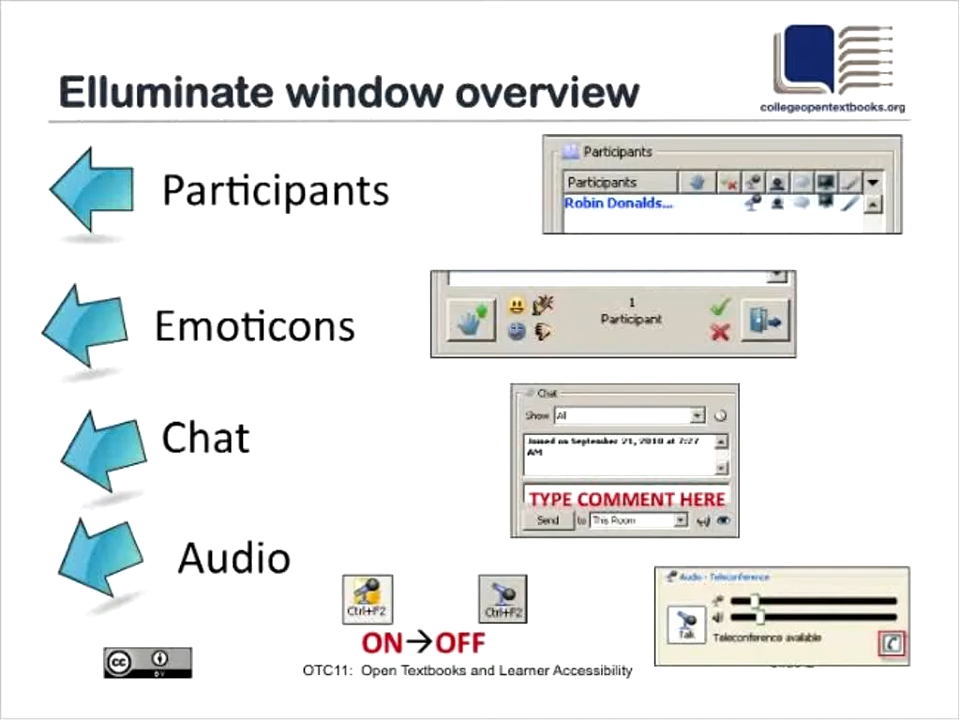 Elluminate window overview
collegeopentextbooks.org
Participants
Participants
Participants
Robin Donalds...
Emoticons
1
Participant
Chat
Chat
Show All
Joined on September 21, 2010 at 7:27
AM
TYPE COMMENT HERE
Send to This Room
Audio
Ctrl+F2
Ctrl+F2
ON→OFF
Audio - Teleconference
Talk
Teleconference available
cc
BY
OTC11: Open Textbooks and Learner Accessibility